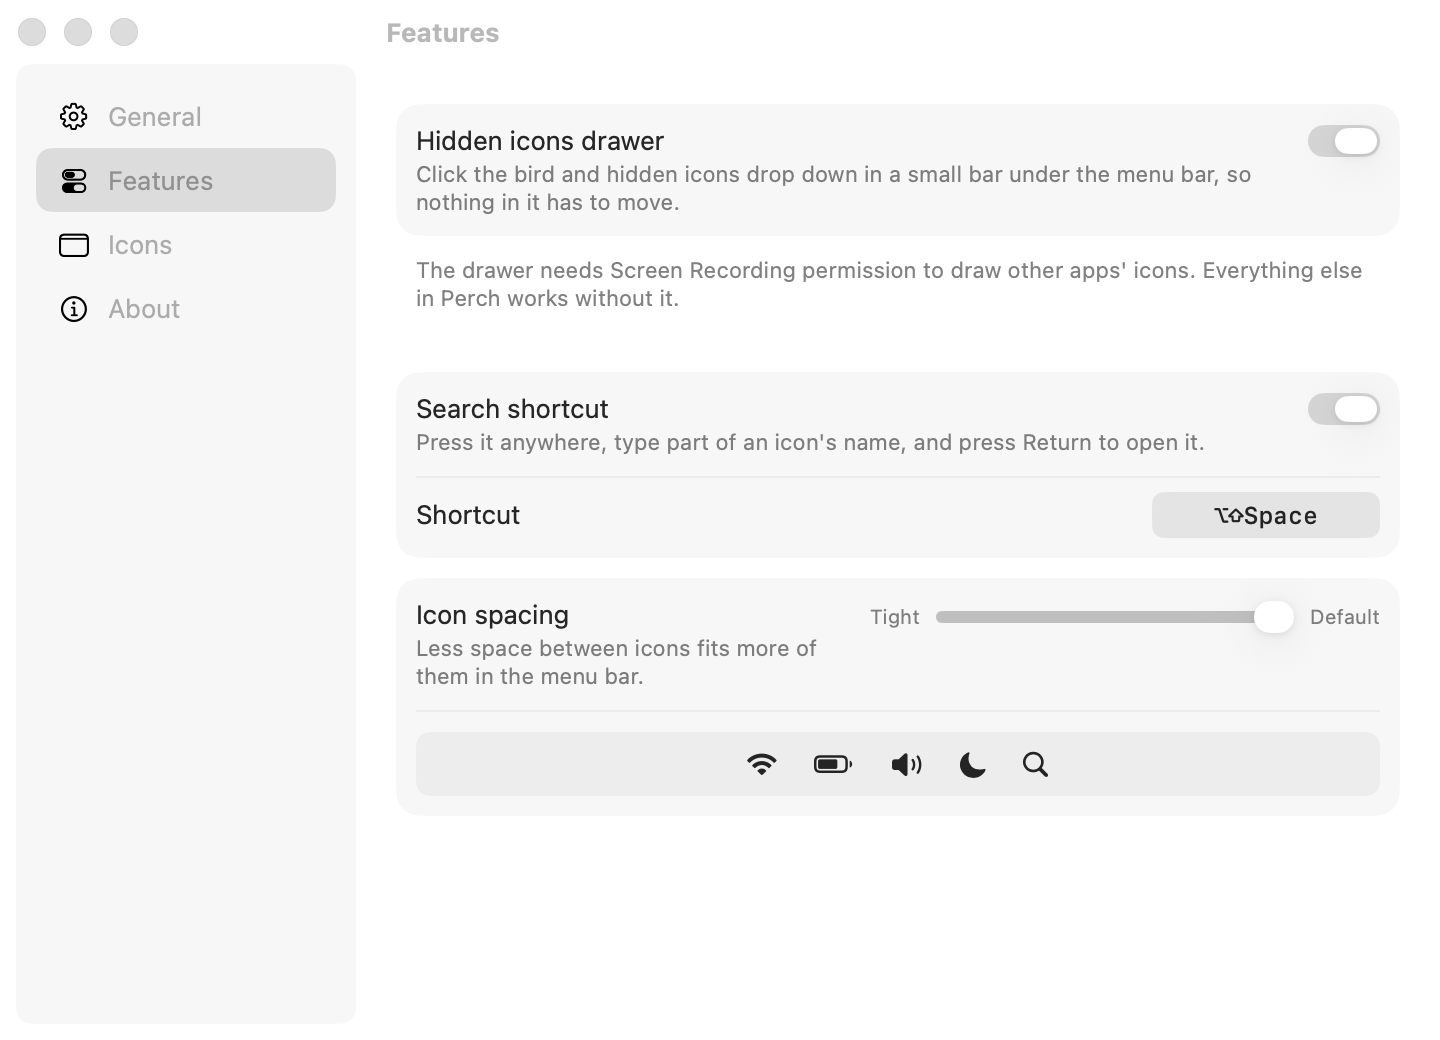 Features
General
Features
Icons
About
Hidden icons drawer
Click the bird and hidden icons drop down in a small bar under the menu bar, so
nothing in it has to move.
The drawer needs Screen Recording permission to draw other apps' icons. Everything else
in Perch works without it.
Search shortcut
Press it anywhere, type part of an icon's name, and press Return to open it.
Shortcut
⌥⇧Space
Icon spacing
Tight
Default
Less space between icons fits more of
them in the menu bar.